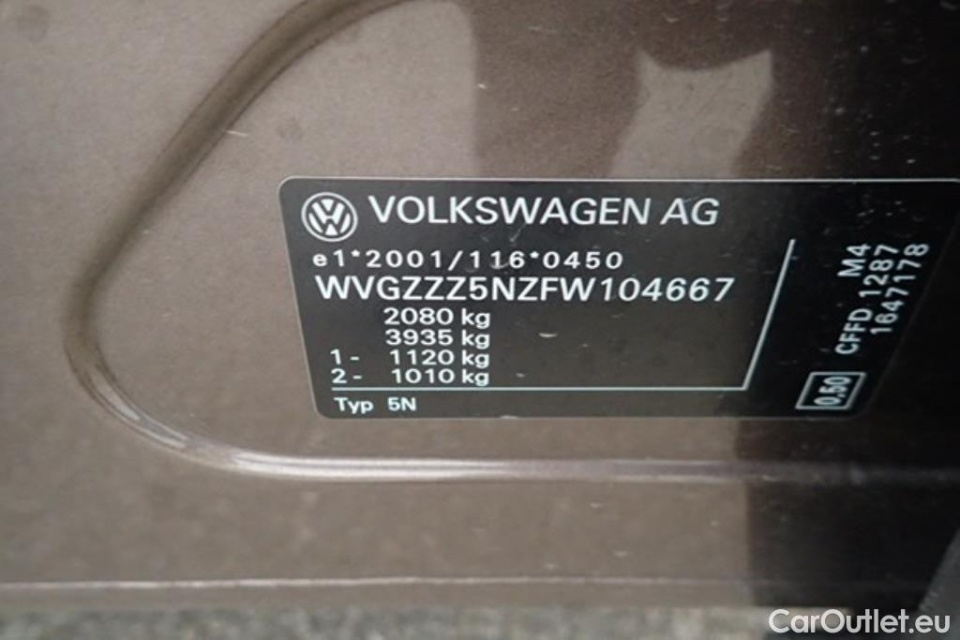 VOLKSWAGEN AG
e1*2001/116*0450
WVGZZZ5NZFW104667
2080 kg
3935 kg
1- 1120 kg
2- 1010 kg
Typ 5N
M4
CFFD 1287
1647178
0,50
CarOutlet.eu